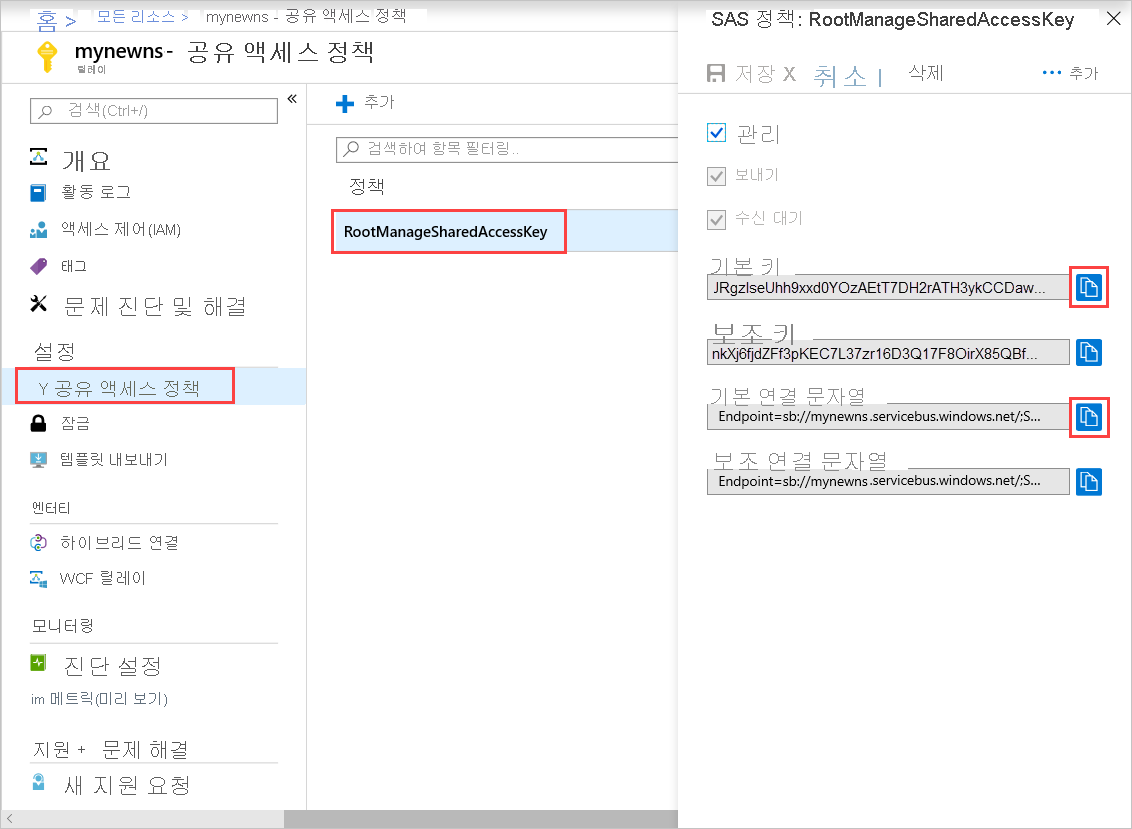 홈 > 모든 리소스 > mynewns - 공유 액세스 정책
mynewns - 공유 액세스 정책
릴레이
검색(Ctrl+/)
«
개요
활동 로그
액세스 제어(IAM)
태그
문제 진단 및 해결
설정
Y 공유 액세스 정책
잠금
템플릿 내보내기
엔터티
하이브리드 연결
WCF 릴레이
모니터링
진단 설정
im 메트릭(미리 보기)
지원 + 문제 해결
새 지원 요청
추가
검색하여 항목 필터링..
정책
RootManageSharedAccessKey
SAS 정책: RootManageSharedAccessKey
저장 X 취소 | 삭제 ••• 추가
관리
보내기
수신 대기
기본 키
JRgzlseUhh9xxd0YOzAEtT7DH2rATH3ykCCDaw...
보조 키
nkXj6fjdZFf3pKEC7L37zr16D3Q17F8OirX85QBf...
기본 연결 문자열
Endpoint=sb://mynewns.servicebus.windows.net/;S...
보조 연결 문자열
Endpoint=sb://mynewns.servicebus.windows.net/;S...